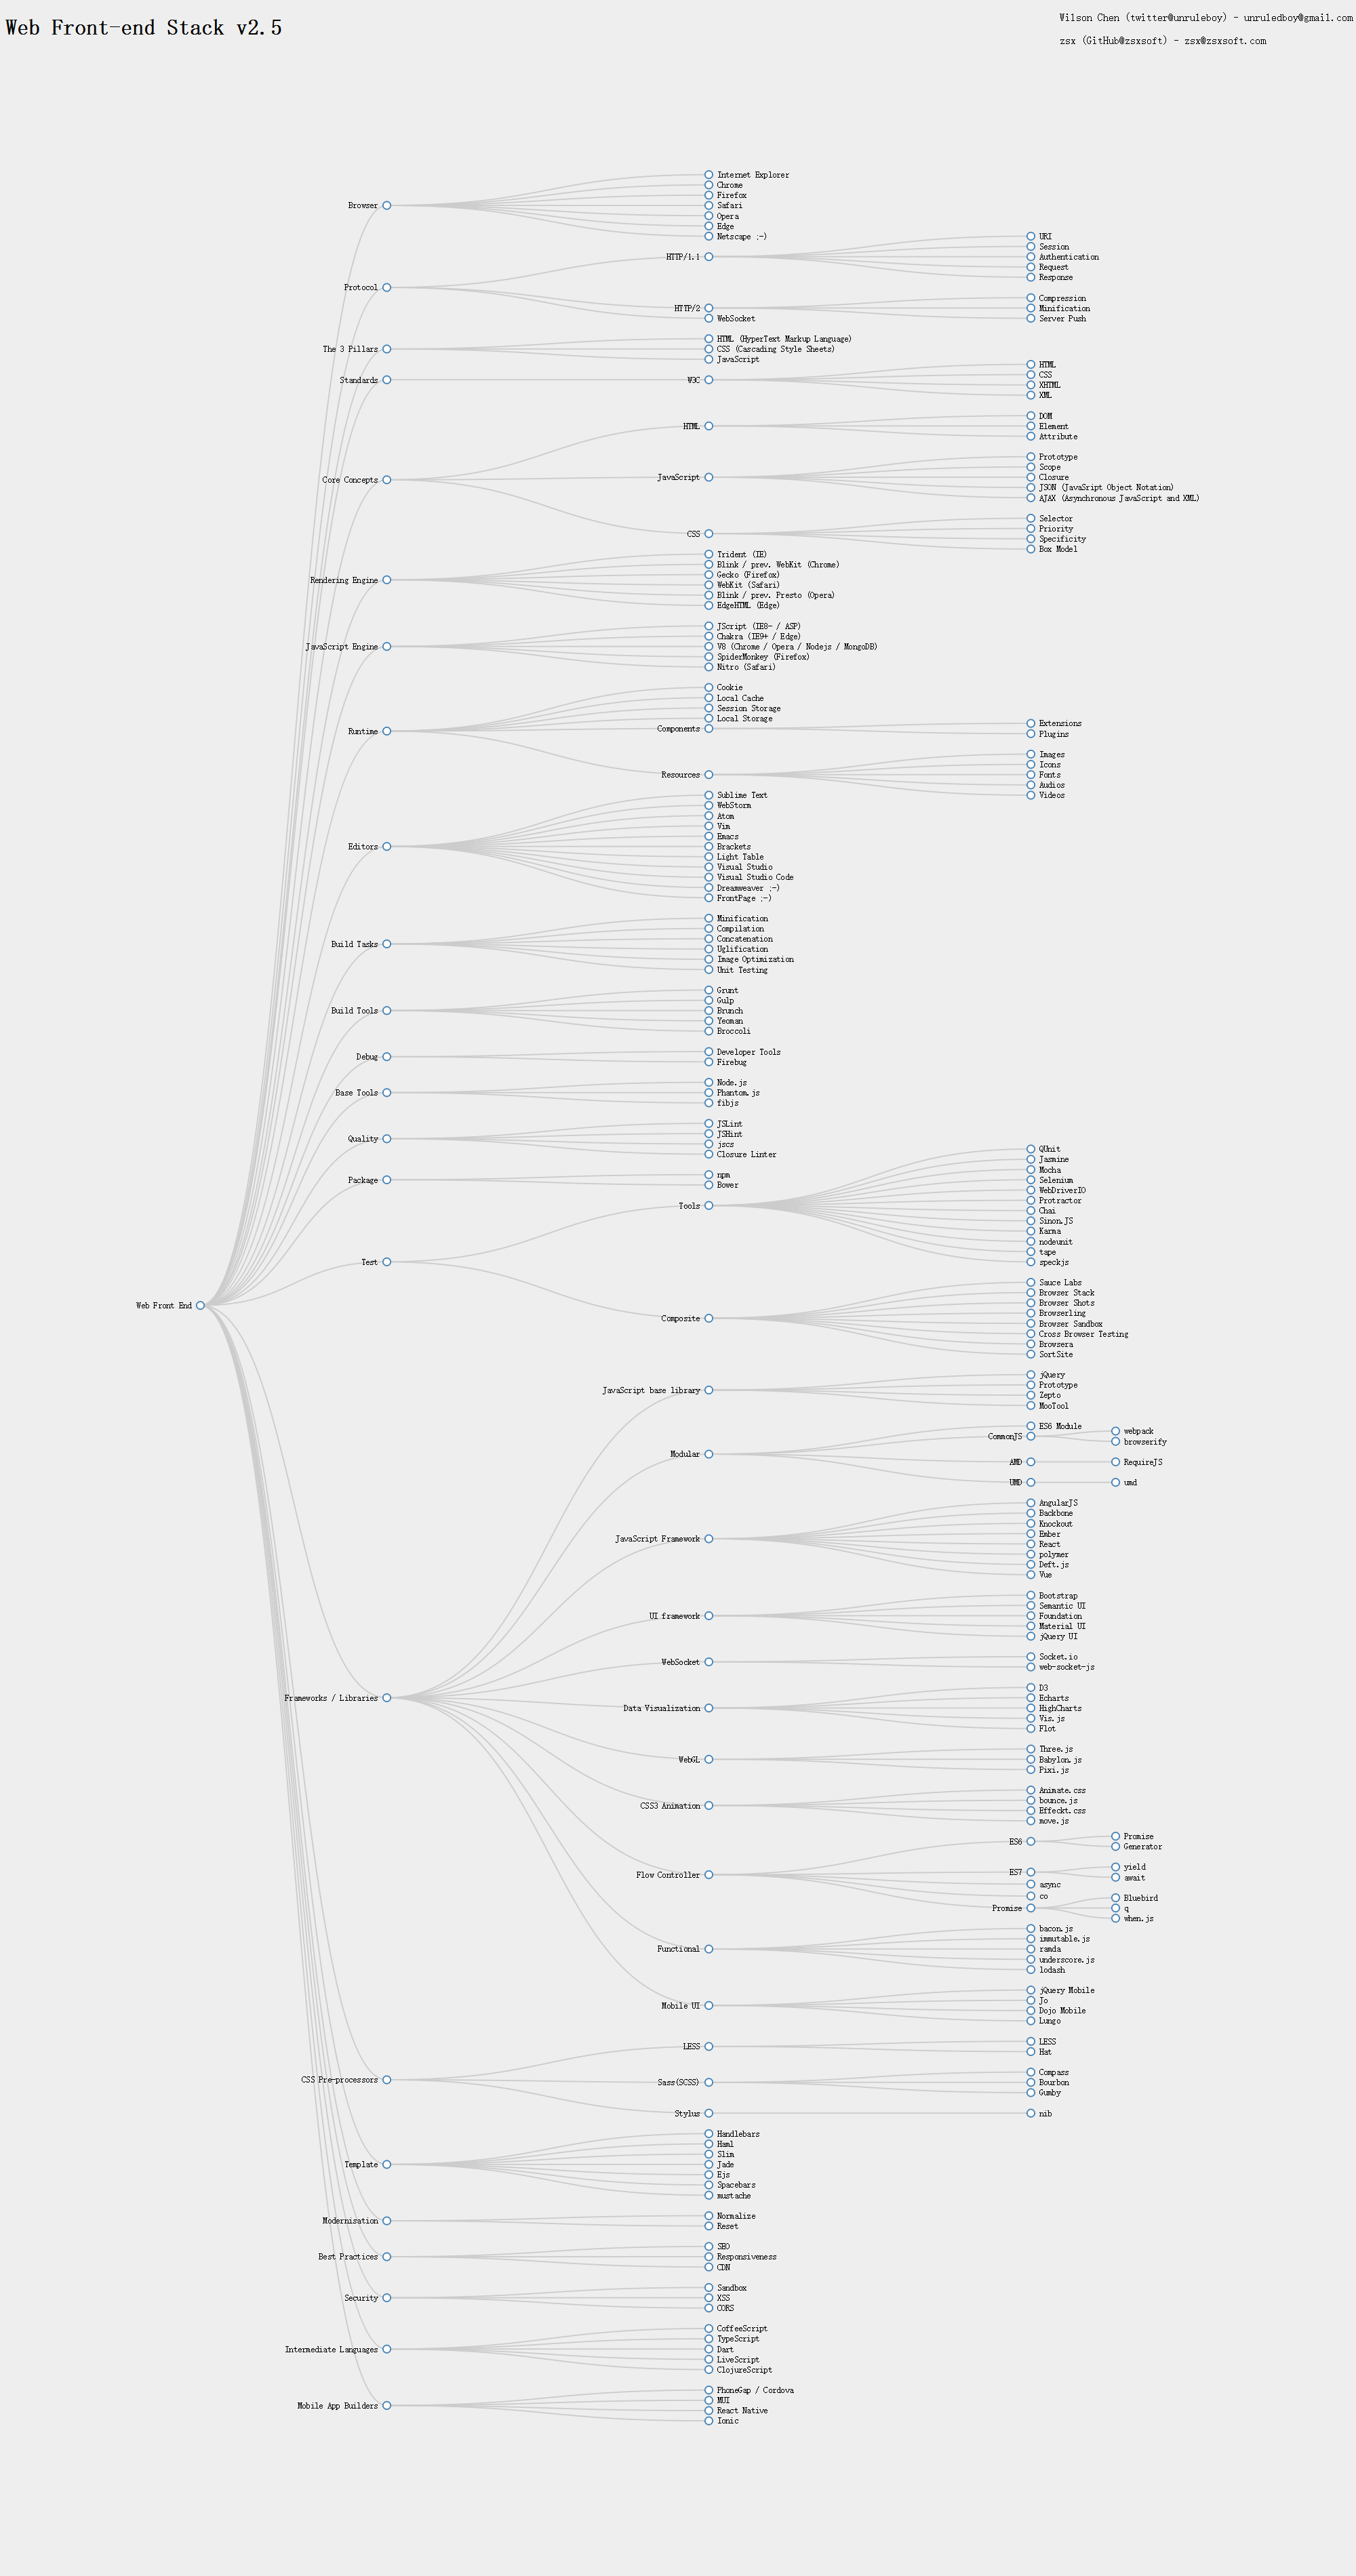 Web Front-end Stack v2.5
Wilson Chen (twitter@unruleboy) - unruledboy@gmail.com
zsx (GitHub@zsxsoft) - zsx@zsxsoft.com
Web Front End
Browser
Internet Explorer
Chrome
Firefox
Safari
Opera
Edge
Netscape :-)
Protocol
HTTP/1.1
URI
Session
Authentication
Request
Response
HTTP/2
Compression
Minification
Server Push
WebSocket
The 3 Pillars
HTML (HyperText Markup Language)
CSS (Cascading Style Sheets)
JavaScript
Standards
W3C
HTML
CSS
XHTML
XML
Core Concepts
HTML
DOM
Element
Attribute
JavaScript
Prototype
Scope
Closure
JSON (JavaSript Object Notation)
AJAX (Asynchronous JavaScript and XML)
CSS
Selector
Priority
Specificity
Box Model
Rendering Engine
Trident (IE)
Blink / prev. WebKit (Chrome)
Gecko (Firefox)
WebKit (Safari)
Blink / prev. Presto (Opera)
EdgeHTML (Edge)
JavaScript Engine
JScript (IE8- / ASP)
Chakra (IE9+ / Edge)
V8 (Chrome / Opera / Nodejs / MongoDB)
SpiderMonkey (Firefox)
Nitro (Safari)
Runtime
Cookie
Local Cache
Session Storage
Local Storage
Components
Extensions
Plugins
Resources
Images
Icons
Fonts
Audios
Videos
Editors
Sublime Text
WebStorm
Atom
Vim
Emacs
Brackets
Light Table
Visual Studio
Visual Studio Code
Dreamweaver :-)
FrontPage :-)
Build Tasks
Minification
Compilation
Concatenation
Uglification
Image Optimization
Unit Testing
Build Tools
Grunt
Gulp
Brunch
Yeoman
Broccoli
Debug
Developer Tools
Firebug
Base Tools
Node.js
Phantom.js
fibjs
Quality
JSLint
JSHint
jscs
Closure Linter
Package
npm
Bower
Test
Tools
QUnit
Jasmine
Mocha
Selenium
WebDriverIO
Protractor
Chai
Sinon.JS
Karma
nodeunit
tape
speckjs
Composite
Sauce Labs
Browser Stack
Browser Shots
Browserling
Browser Sandbox
Cross Browser Testing
Browsera
SortSite
Frameworks / Libraries
JavaScript base library
jQuery
Prototype
Zepto
MooTool
Modular
ES6 Module
CommonJS
webpack
browserify
AMD
RequireJS
UMD
umd
JavaScript Framework
AngularJS
Backbone
Knockout
Ember
React
polymer
Deft.js
Vue
UI framework
Bootstrap
Semantic UI
Foundation
Material UI
jQuery UI
WebSocket
Socket.io
web-socket-js
Data Visualization
D3
Echarts
HighCharts
Vis.js
Flot
WebGL
Three.js
Babylon.js
Pixi.js
CSS3 Animation
Animate.css
bounce.js
Effeckt.css
move.js
Flow Controller
ES6
Promise
Generator
ES7
yield
await
async
co
Promise
Bluebird
q
when.js
Functional
bacon.js
immutable.js
ramda
underscore.js
lodash
Mobile UI
jQuery Mobile
Jo
Dojo Mobile
Lungo
CSS Pre-processors
LESS
LESS
Hat
Sass(SCSS)
Compass
Bourbon
Gumby
Stylus
nib
Template
Handlebars
Haml
Slim
Jade
Ejs
Spacebars
mustache
Modernisation
Normalize
Reset
Best Practices
SEO
Responsiveness
CDN
Security
Sandbox
XSS
CORS
Intermediate Languages
CoffeeScript
TypeScript
Dart
LiveScript
ClojureScript
Mobile App Builders
PhoneGap / Cordova
MUI
React Native
Ionic